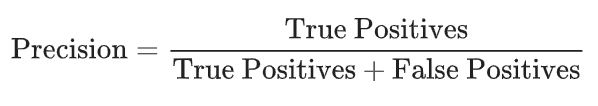 Precision = True Positives / True Positives + False Positives